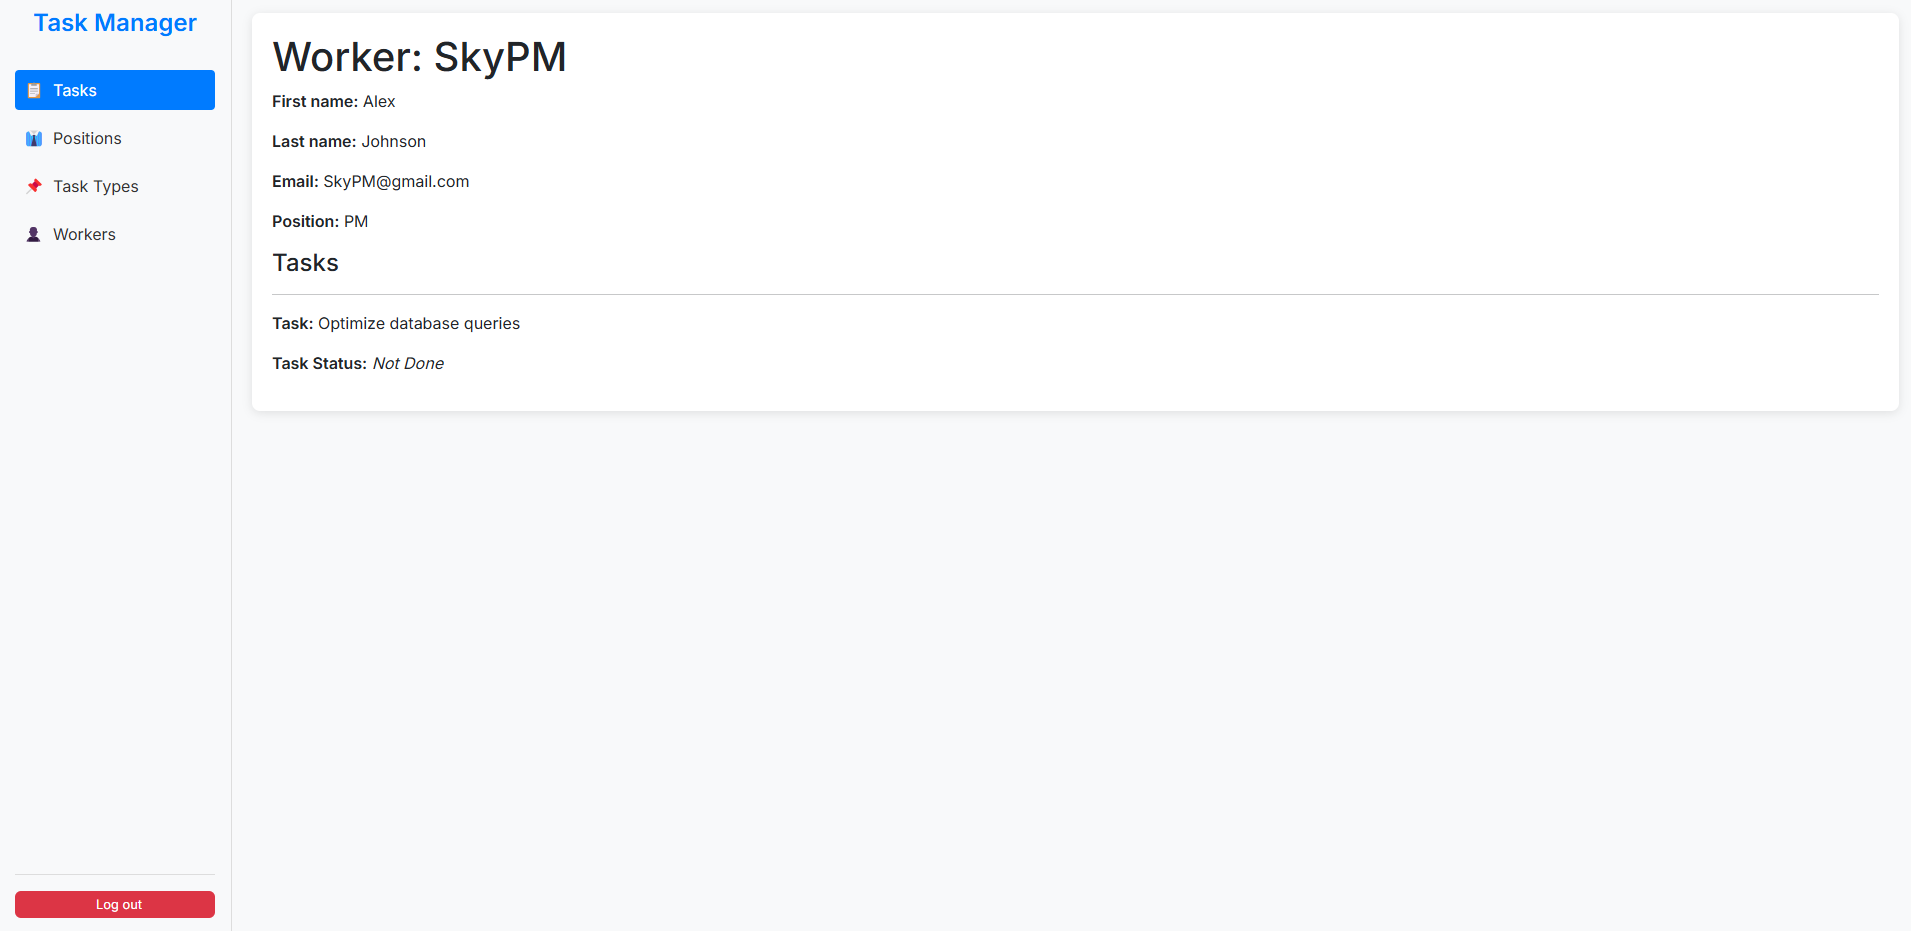 Task Manager
Tasks
Positions
Task Types
Workers
Log out
Worker: SkyPM
First name: Alex
Last name: Johnson
Email: SkyPM@gmail.com
Position: PM
Tasks
Task: Optimize database queries
Task Status: Not Done